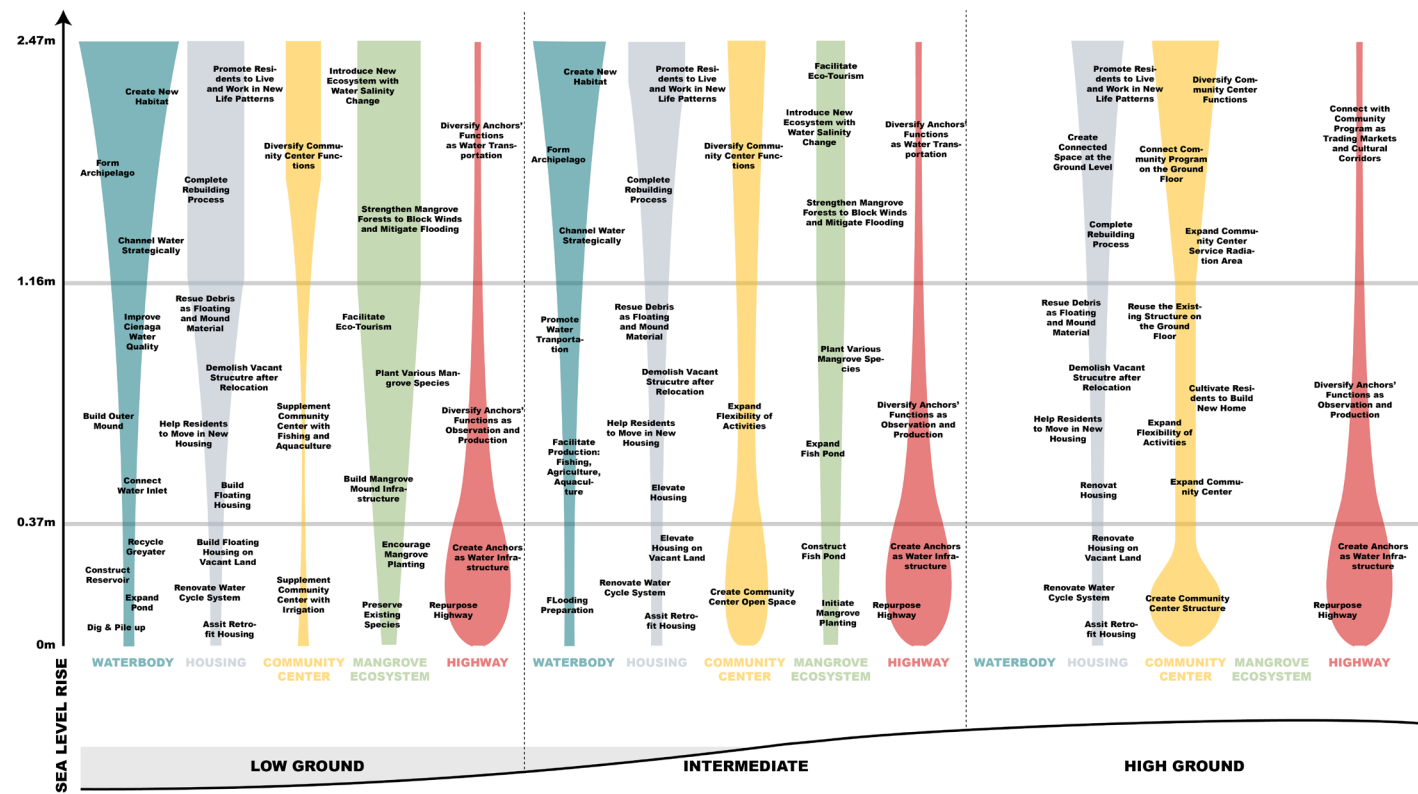 2.47m
1.16m
0.37m
0m
SEA LEVEL RISE
Create New
Habitat
Form
Archipelago
Channel Water
Strategically
Improve
Cienaga
Water
Quality
Build Outer
Mound
Connect
Water Inlet
Recycle
Greyater
Construct
Reservoir
Expand
Pond
Dig & Pile up
WATERBODY
Promote Resi-
dents to Live
and Work in New
Life Patterns
Complete
Rebuilding
Process
Resue Debris
as Floating
and Mound
Material
Demolish Vacant
Strucutre after
Relocation
Help Residents
to Move in New
Housing
Build
Floating
Housing
Build Floating
Housing on
Vacant Land
Renovate Water
Cycle System
Assit Retro-
fit Housing
HOUSING
Diversify Commu-
nity Center Func-
tions
Supplement
Community
Center with
Fishing and
Aquaculture
Supplement
Community
Center with
Irrigation
COMMUNITY
CENTER
Introduce New
Ecosystem with
Water Salinity
Change
Strengthen Mangrove
Forests to Block Winds
and Mitigate Flooding
Facilitate
Eco-Tourism
Plant Various Man-
grove Species
Build Mangrove
Mound Infra-
structure
Encourage
Mangrove
Planting
Preserve
Existing
Species
MANGROVE
ECOSYSTEM
Diversify Anchors'
Functions
as Water Trans-
portation
Diversify Anchors'
Functions as
Observation and
Production
Create Anchors
as Water Infra-
structure
Repurpose
Highway
HIGHWAY
LOW GROUND
Create New
Habitat
Form
Archipelago
Channel Water
Strategically
Promote
Water
Tranporta-
tion
Facilitate
Production:
Fishing,
Agriculture,
Aquacul-
ture
FLooding
Preparation
WATERBODY
Promote Resi-
dents to Live
and Work in New
Life Patterns
Complete
Rebuilding
Process
Resue Debris
as Floating
and Mound
Material
Demolish Vacant
Strucutre after
Relocation
Help Residents
to Move in New
Housing
Elevate
Housing
Elevate
Housing on
Vacant Land
Renovate Water
Cycle System
Assit Retro-
fit Housing
HOUSING
Diversify Commu-
nity Center Func-
tions
Expand
Flexibility of
Activities
Create Community
Center Open Space
COMMUNITY
CENTER
Facilitate
Eco-Tourism
Introduce New
Ecosystem with
Water Salinity
Change
Strengthen Mangrove
Forests to Block Winds
and Mitigate Flooding
Plant Various
Mangrove Spe-
cies
Expand
Fish Pond
Construct
Fish Pond
Initiate
Mangrove
Planting
MANGROVE
ECOSYSTEM
Diversify Anchors'
Functions
as Water Trans-
portation
Diversify Anchors'
Functions as
Observation and
Production
Create Anchors
as Water Infra-
structure
Repurpose
Highway
HIGHWAY
INTERMEDIATE
WATERBODY
Promote Resi-
dents to Live
and Work in New
Life Patterns
Create
Connected
Space at the
Ground Level
Complete
Rebuilding
Process
Resue Debris
as Floating
and Mound
Material
Demolish Vacant
Strucutre after
Relocation
Help Residents
to Move in New
Housing
Renovat
Housing
Renovate
Housing on
Vacant Land
Renovate Water
Cycle System
Assit Retro-
fit Housing
HOUSING
Diversify Com-
munity Center
Functions
Connect Com-
munity Program
on the Ground
Floor
Expand Commu-
nity Center
Service Radia-
tion Area
Reuse the Exist-
ing Structure on
the Ground
Floor
Cultivate Resi-
dents to Build
New Home
Expand
Flexibility of
Activities
Expand Commu-
nity Center
Create Community
Center Structure
COMMUNITY
CENTER
MANGROVE
ECOSYSTEM
Connect with
Community
Program as
Trading Markets
and Cultural
Corridors
Diversify Anchors'
Functions as
Observation and
Production
Create Anchors
as Water Infra-
structure
Repurpose
Highway
HIGHWAY
HIGH GROUND